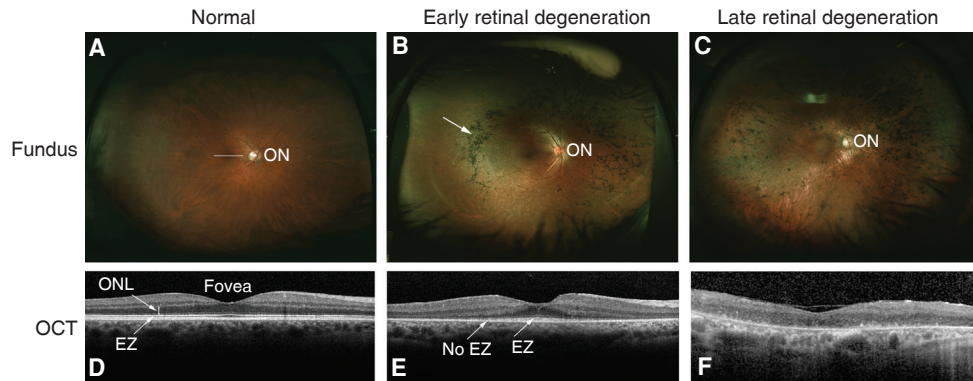 Normal
Early retinal degeneration
Late retinal degeneration
Fundus
A
ON
B
ON
C
ON
OCT
ONL
Fovea
EZ
D
No EZ
EZ
E
F